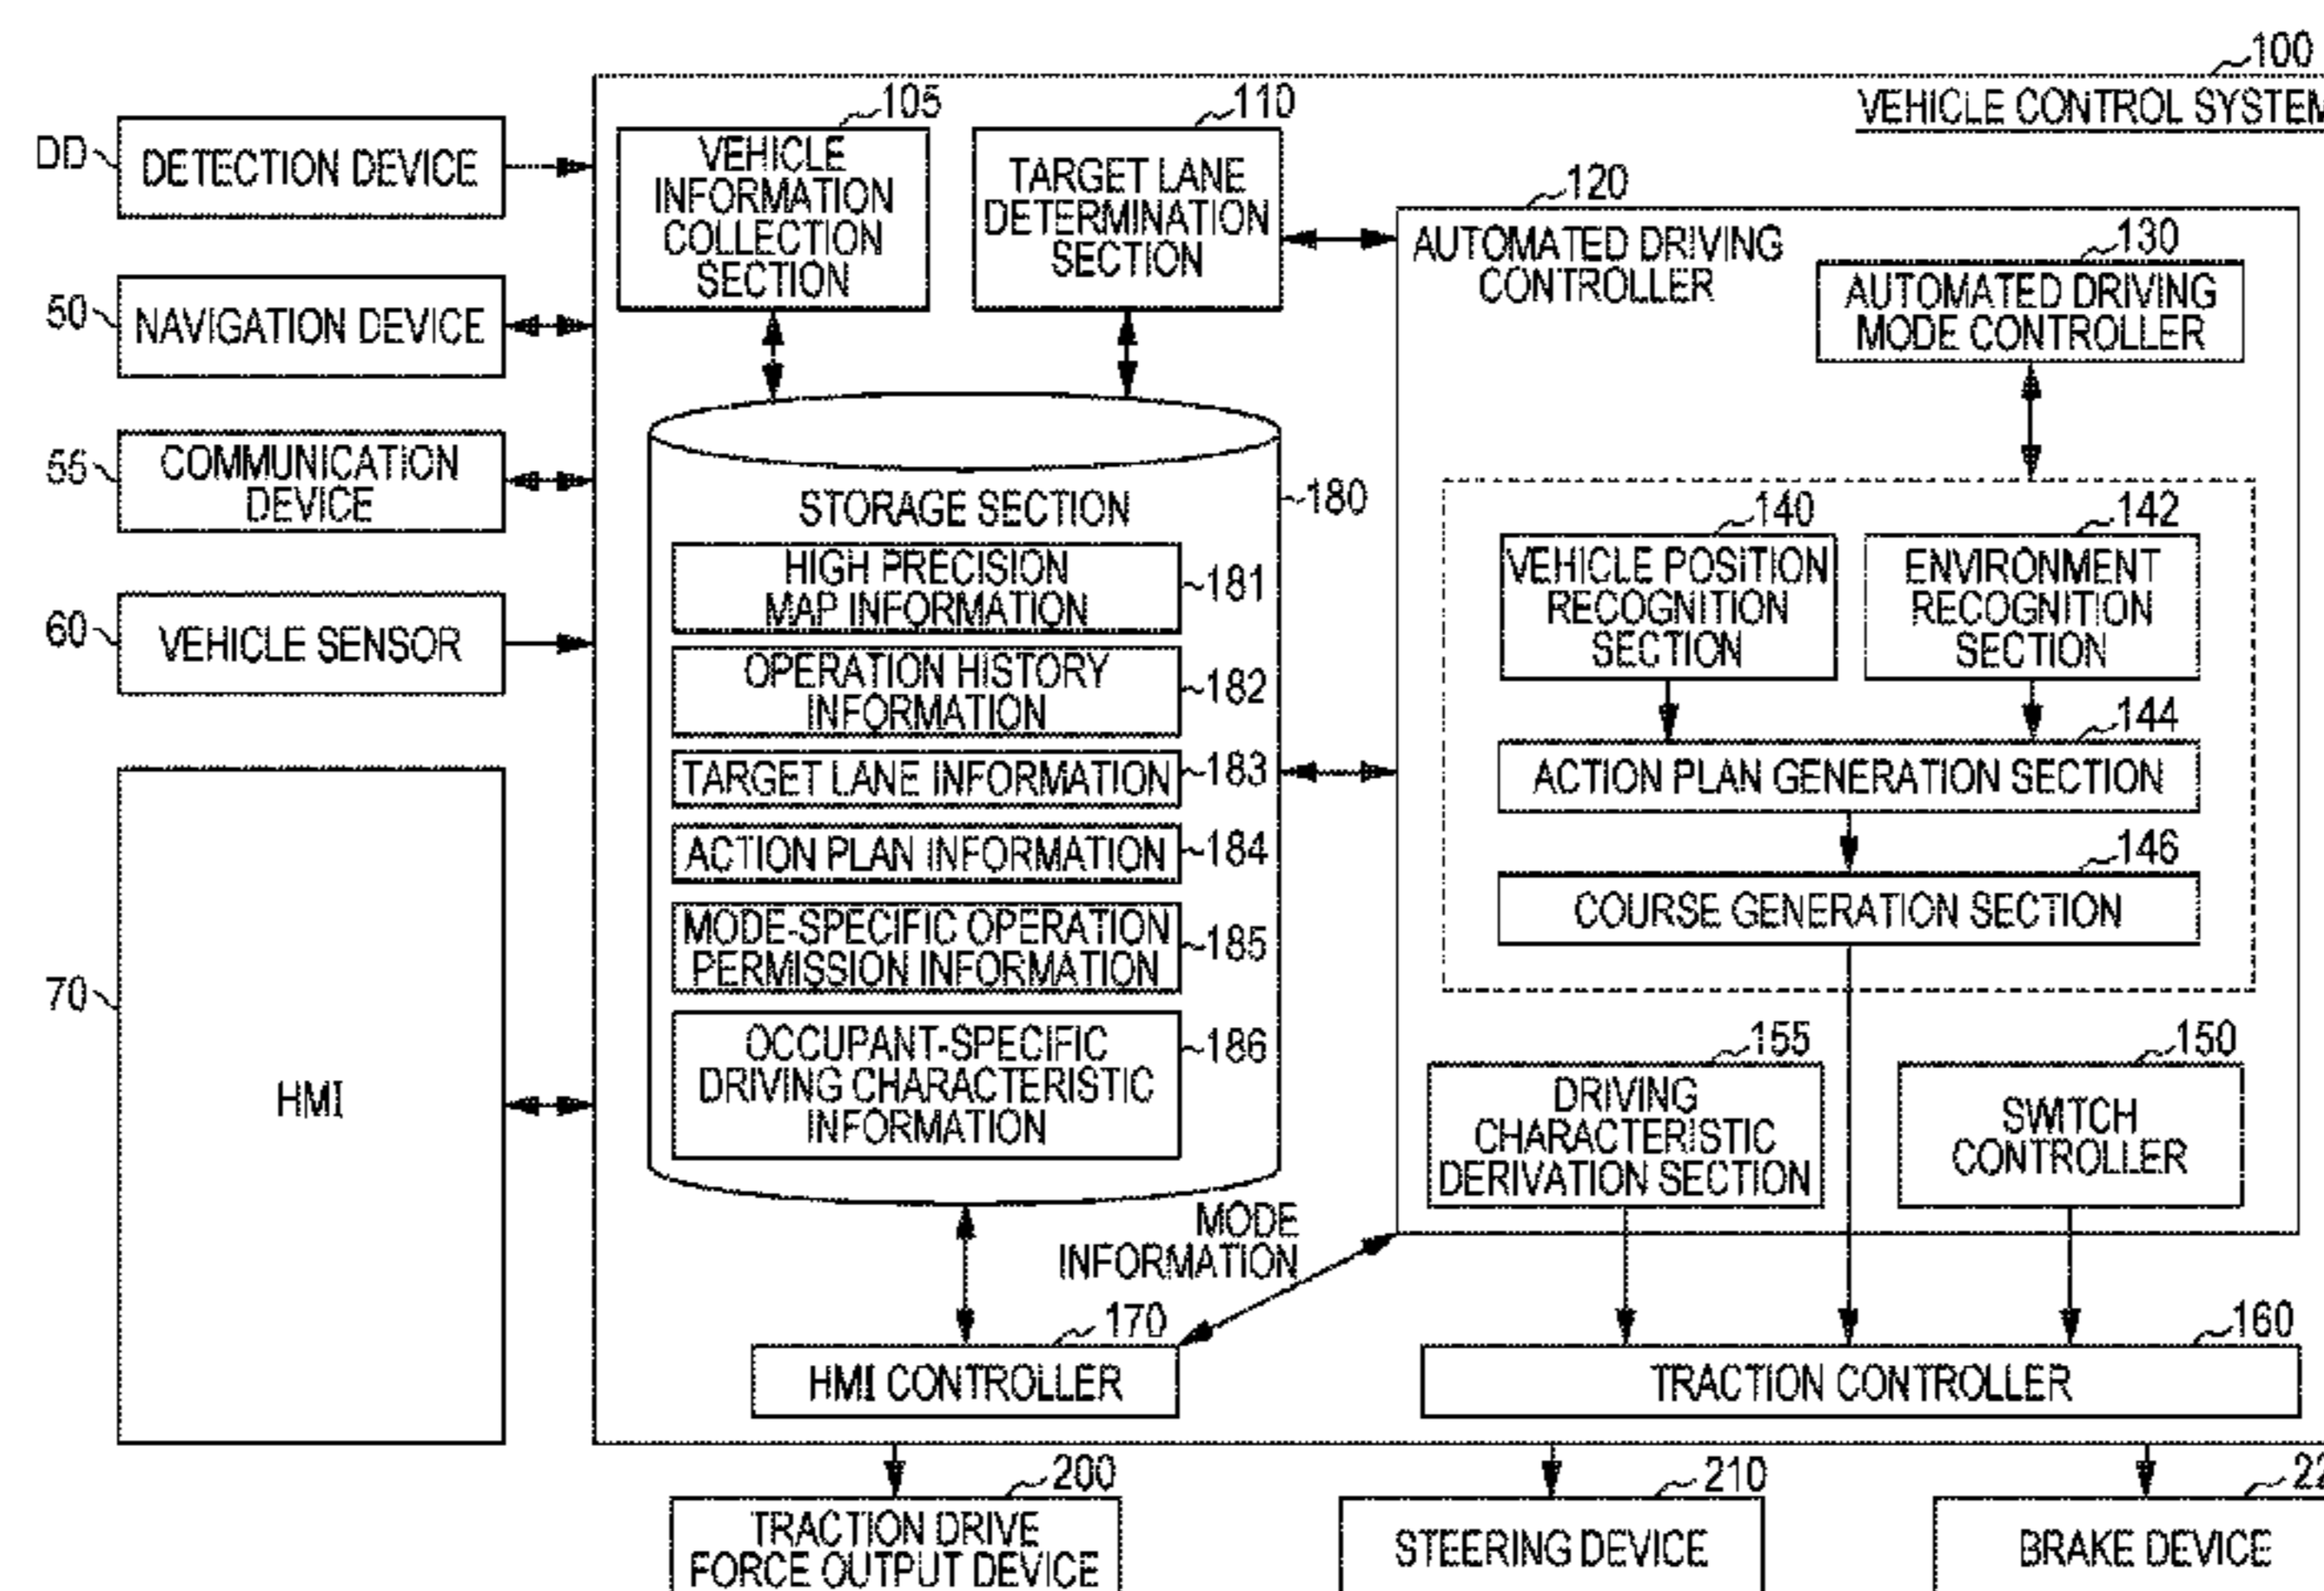 100
VEHICLE CONTROL SYSTEM
DD
DETECTION DEVICE
50
NAVIGATION DEVICE
55
COMMUNICATION
DEVICE
60
VEHICLE SENSOR
70
HMI
105
VEHICLE
INFORMATION
COLLECTION
SECTION
110
TARGET LANE
DETERMINATION
SECTION
STORAGE SECTION
180
HIGH PRECISION
MAP INFORMATION
181
OPERATION HISTORY
INFORMATION
182
TARGET LANE INFORMATION
183
ACTION PLAN INFORMATION
184
MODE-SPECIFIC OPERATION
PERMISSION INFORMATION
185
OCCUPANT-SPECIFIC
DRIVING CHARACTERISTIC
INFORMATION
186
120
AUTOMATED DRIVING
CONTROLLER
130
AUTOMATED DRIVING
MODE CONTROLLER
140
VEHICLE POSITION
RECOGNITION
SECTION
142
ENVIRONMENT
RECOGNITION
SECTION
144
ACTION PLAN GENERATION SECTION
146
COURSE GENERATION SECTION
155
DRIVING
CHARACTERISTIC
DERIVATION SECTION
150
SWITCH
CONTROLLER
MODE
INFORMATION
170
HMI CONTROLLER
160
TRACTION CONTROLLER
200
TRACTION DRIVE
FORCE OUTPUT DEVICE
210
STEERING DEVICE
BRAKE DEVICE